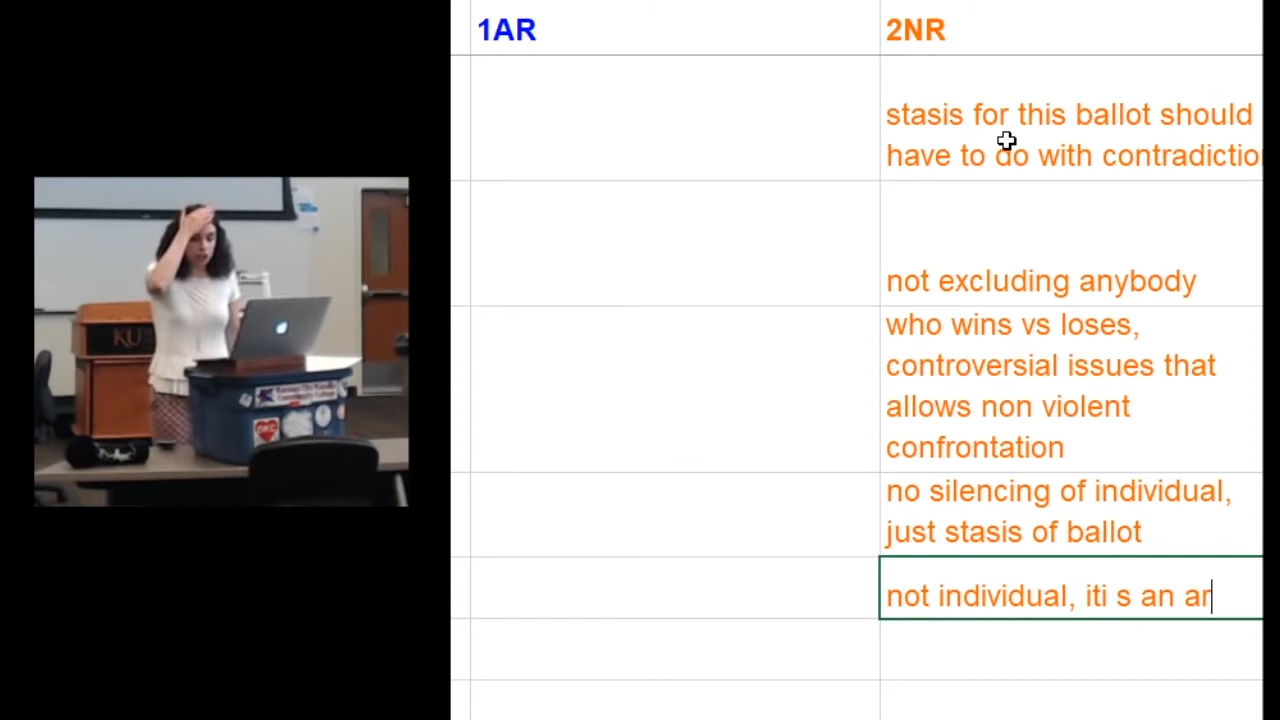 1AR
2NR
stasis for this ballot should
have to do with contradictio
not excluding anybody
who wins vs loses,
controversial issues that
allows non violent
confrontation
no silencing of individual,
just stasis of ballot
not individual, iti s an ar
KU